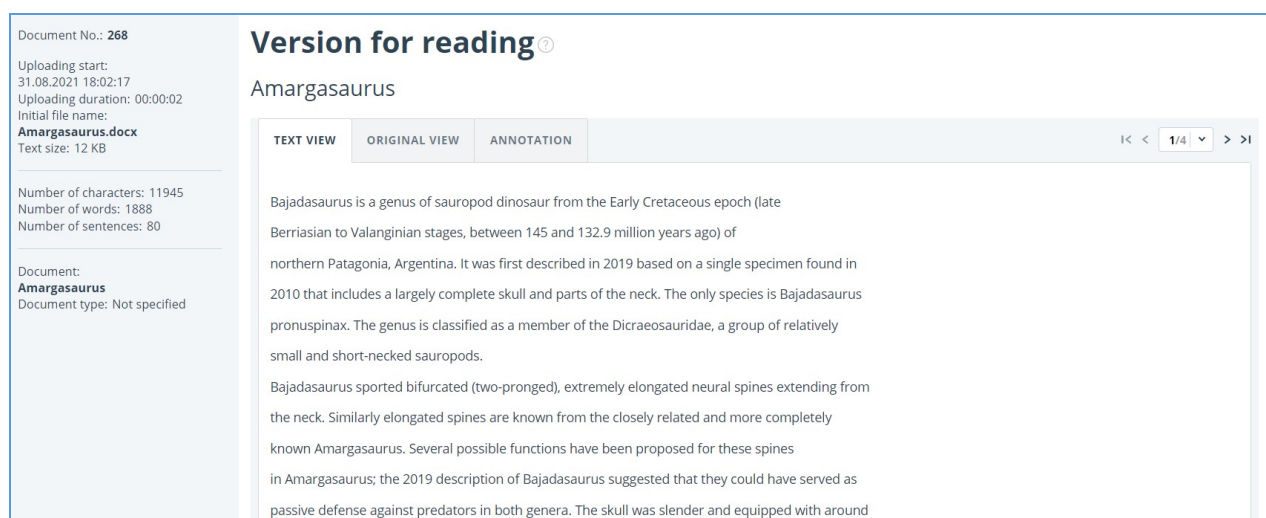 Document No.: 268
Uploading start:
31.08.2021 18:02:17
Uploading duration: 00:00:02
Initial file name:
Amargasaurus.docx
Text size: 12 KB
Number of characters: 11945
Number of words: 1888
Number of sentences: 80
Document:
Amargasaurus
Document type: Not specified
Version for reading ?
Amargasaurus
TEXT VIEW ORIGINAL VIEW ANNOTATION 1/4
Bajadasaurus is a genus of sauropod dinosaur from the Early Cretaceous epoch (late
Berriasian to Valanginian stages, between 145 and 132.9 million years ago) of
northern Patagonia, Argentina. It was first described in 2019 based on a single specimen found in
2010 that includes a largely complete skull and parts of the neck. The only species is Bajadasaurus
pronuspinax. The genus is classified as a member of the Dicraeosauridae, a group of relatively
small and short-necked sauropods.
Bajadasaurus sported bifurcated (two-pronged), extremely elongated neural spines extending from
the neck. Similarly elongated spines are known from the closely related and more completely
known Amargasaurus. Several possible functions have been proposed for these spines
in Amargasaurus; the 2019 description of Bajadasaurus suggested that they could have served as
passive defense against predators in both genera. The skull was slender and equipped with around